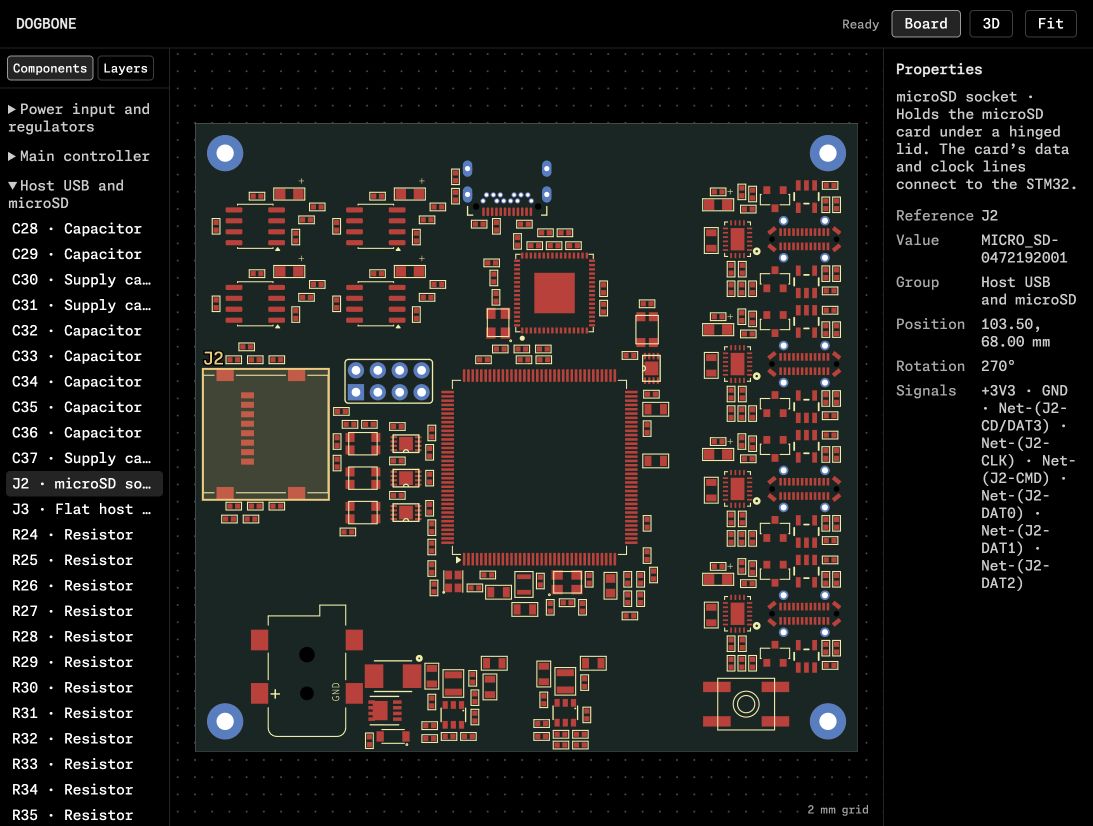 DOGBONE
Ready
Board
3D
Fit
Components
Layers
Power input and
regulators
Main controller
Host USB and
microSD
C28 · Capacitor
C29 · Capacitor
C30 · Supply ca…
C31 · Supply ca…
C32 · Capacitor
C33 · Capacitor
C34 · Capacitor
C35 · Capacitor
C36 · Capacitor
C37 · Supply ca…
J2 · microSD so…
J3 · Flat host …
R24 · Resistor
R25 · Resistor
R26 · Resistor
R27 · Resistor
R28 · Resistor
R29 · Resistor
R30 · Resistor
R31 · Resistor
R32 · Resistor
R33 · Resistor
R34 · Resistor
R35 · Resistor
J2
GND
2 mm grid
Properties
microSD socket ·
Holds the microSD
card under a hinged
lid. The card's data
and clock lines
connect to the STM32.
Reference J2
Value MICRO_SD-
0472192001
Group Host USB
and microSD
Position 103.50,
68.00 mm
Rotation 270°
Signals +3V3 · GND
· Net-(J2-
CD/DAT3) ·
Net-(J2-
CLK) · Net-
(J2-CMD) ·
Net-(J2-
DAT0) ·
Net-(J2-
DAT1) ·
Net-(J2-
DAT2)